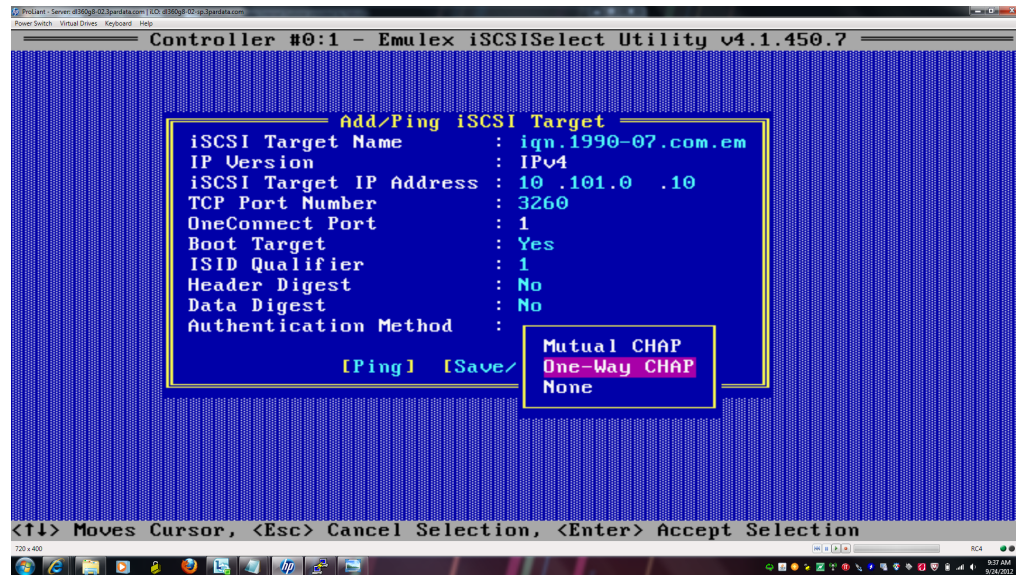 ProLiant - Server: dl360g8-02.3pardata.com | iLO: dl360g8-02-sp.3pardata.com
Power Switch Virtual Drives Keyboard Help
Controller #0:1 - Emulex iSCSISelect Utility v4.1.450.7
Add/Ping iSCSI Target
iSCSI Target Name : iqn.1990-07.com.em
IP Version : IPv4
iSCSI Target IP Address : 10 .101.0 .10
TCP Port Number : 3260
OneConnect Port : 1
Boot Target : Yes
ISID Qualifier : 1
Header Digest : No
Data Digest : No
Authentication Method :
Mutual CHAP
[Ping] [Save/ One-Way CHAP
None
<↑↓> Moves Cursor, <Esc> Cancel Selection, <Enter> Accept Selection
720 x 400
RC4
hp
9:37 AM
9/24/2012